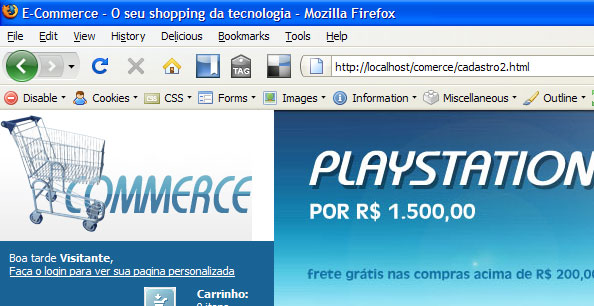 E-Commerce - O seu shopping da tecnologia - Mozilla Firefox
File Edit View History Delicious Bookmarks Tools Help
TAG http://localhost/comerce/cadastro2.html
Disable Cookies CSS Forms Images Information Miscellaneous Outline
COMMERCE
PLAYSTATION
POR R$ 1.500,00
frete grátis nas compras acima de R$ 200,0
Boa tarde Visitante,
Faça o login para ver sua pagina personalizada
Carrinho: